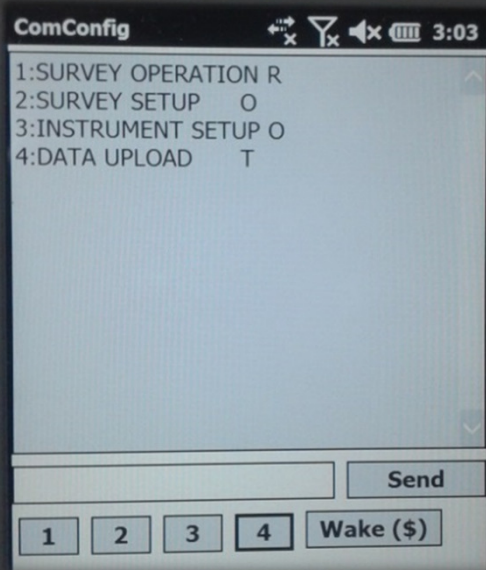 ComConfig 3:03
1:SURVEY OPERATION R
2:SURVEY SETUP O
3:INSTRUMENT SETUP O
4:DATA UPLOAD T
Send
1 2 3 4 Wake ($)